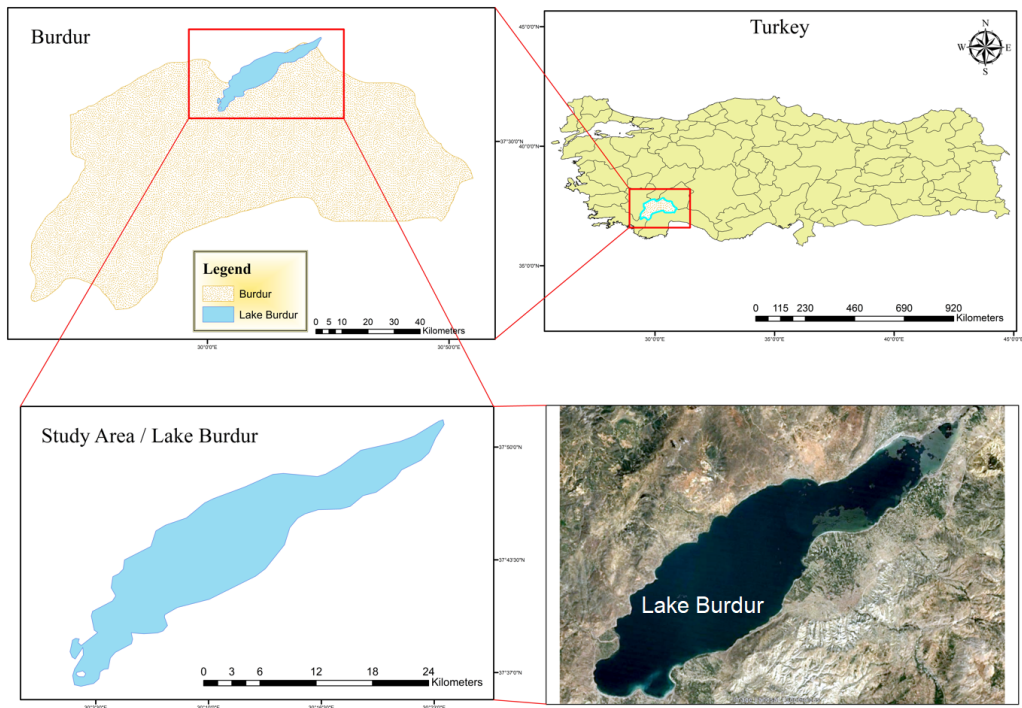 Burdur
37°50'0"N
Legend
Burdur
Lake Burdur
0 5 10 20 30 40
Kilometers
30°0'0"E
30°50'0"E
Turkey
N
W
E
S
45°0'0"N
40°0'0"N
35°0'0"N
0 115 230 460 690 920
Kilometers
30°0'0"E
35°0'0"E
40°0'0"E
45°0'0"E
Study Area / Lake Burdur
37°50'0"N
37°43'30"N
37°37'0"N
0 3 6 12 18 24
Kilometers
Lake Burdur